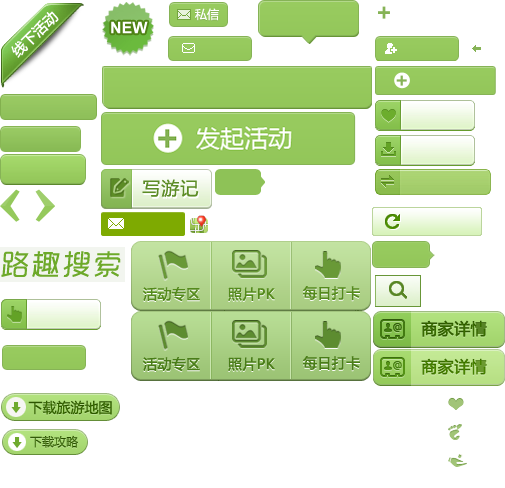 线下活动
NEW
私信
发起活动
写游记
路趣搜索
活动专区 照片PK 每日打卡
活动专区 照片PK 每日打卡
商家详情
商家详情
下载旅游地图
下载攻略